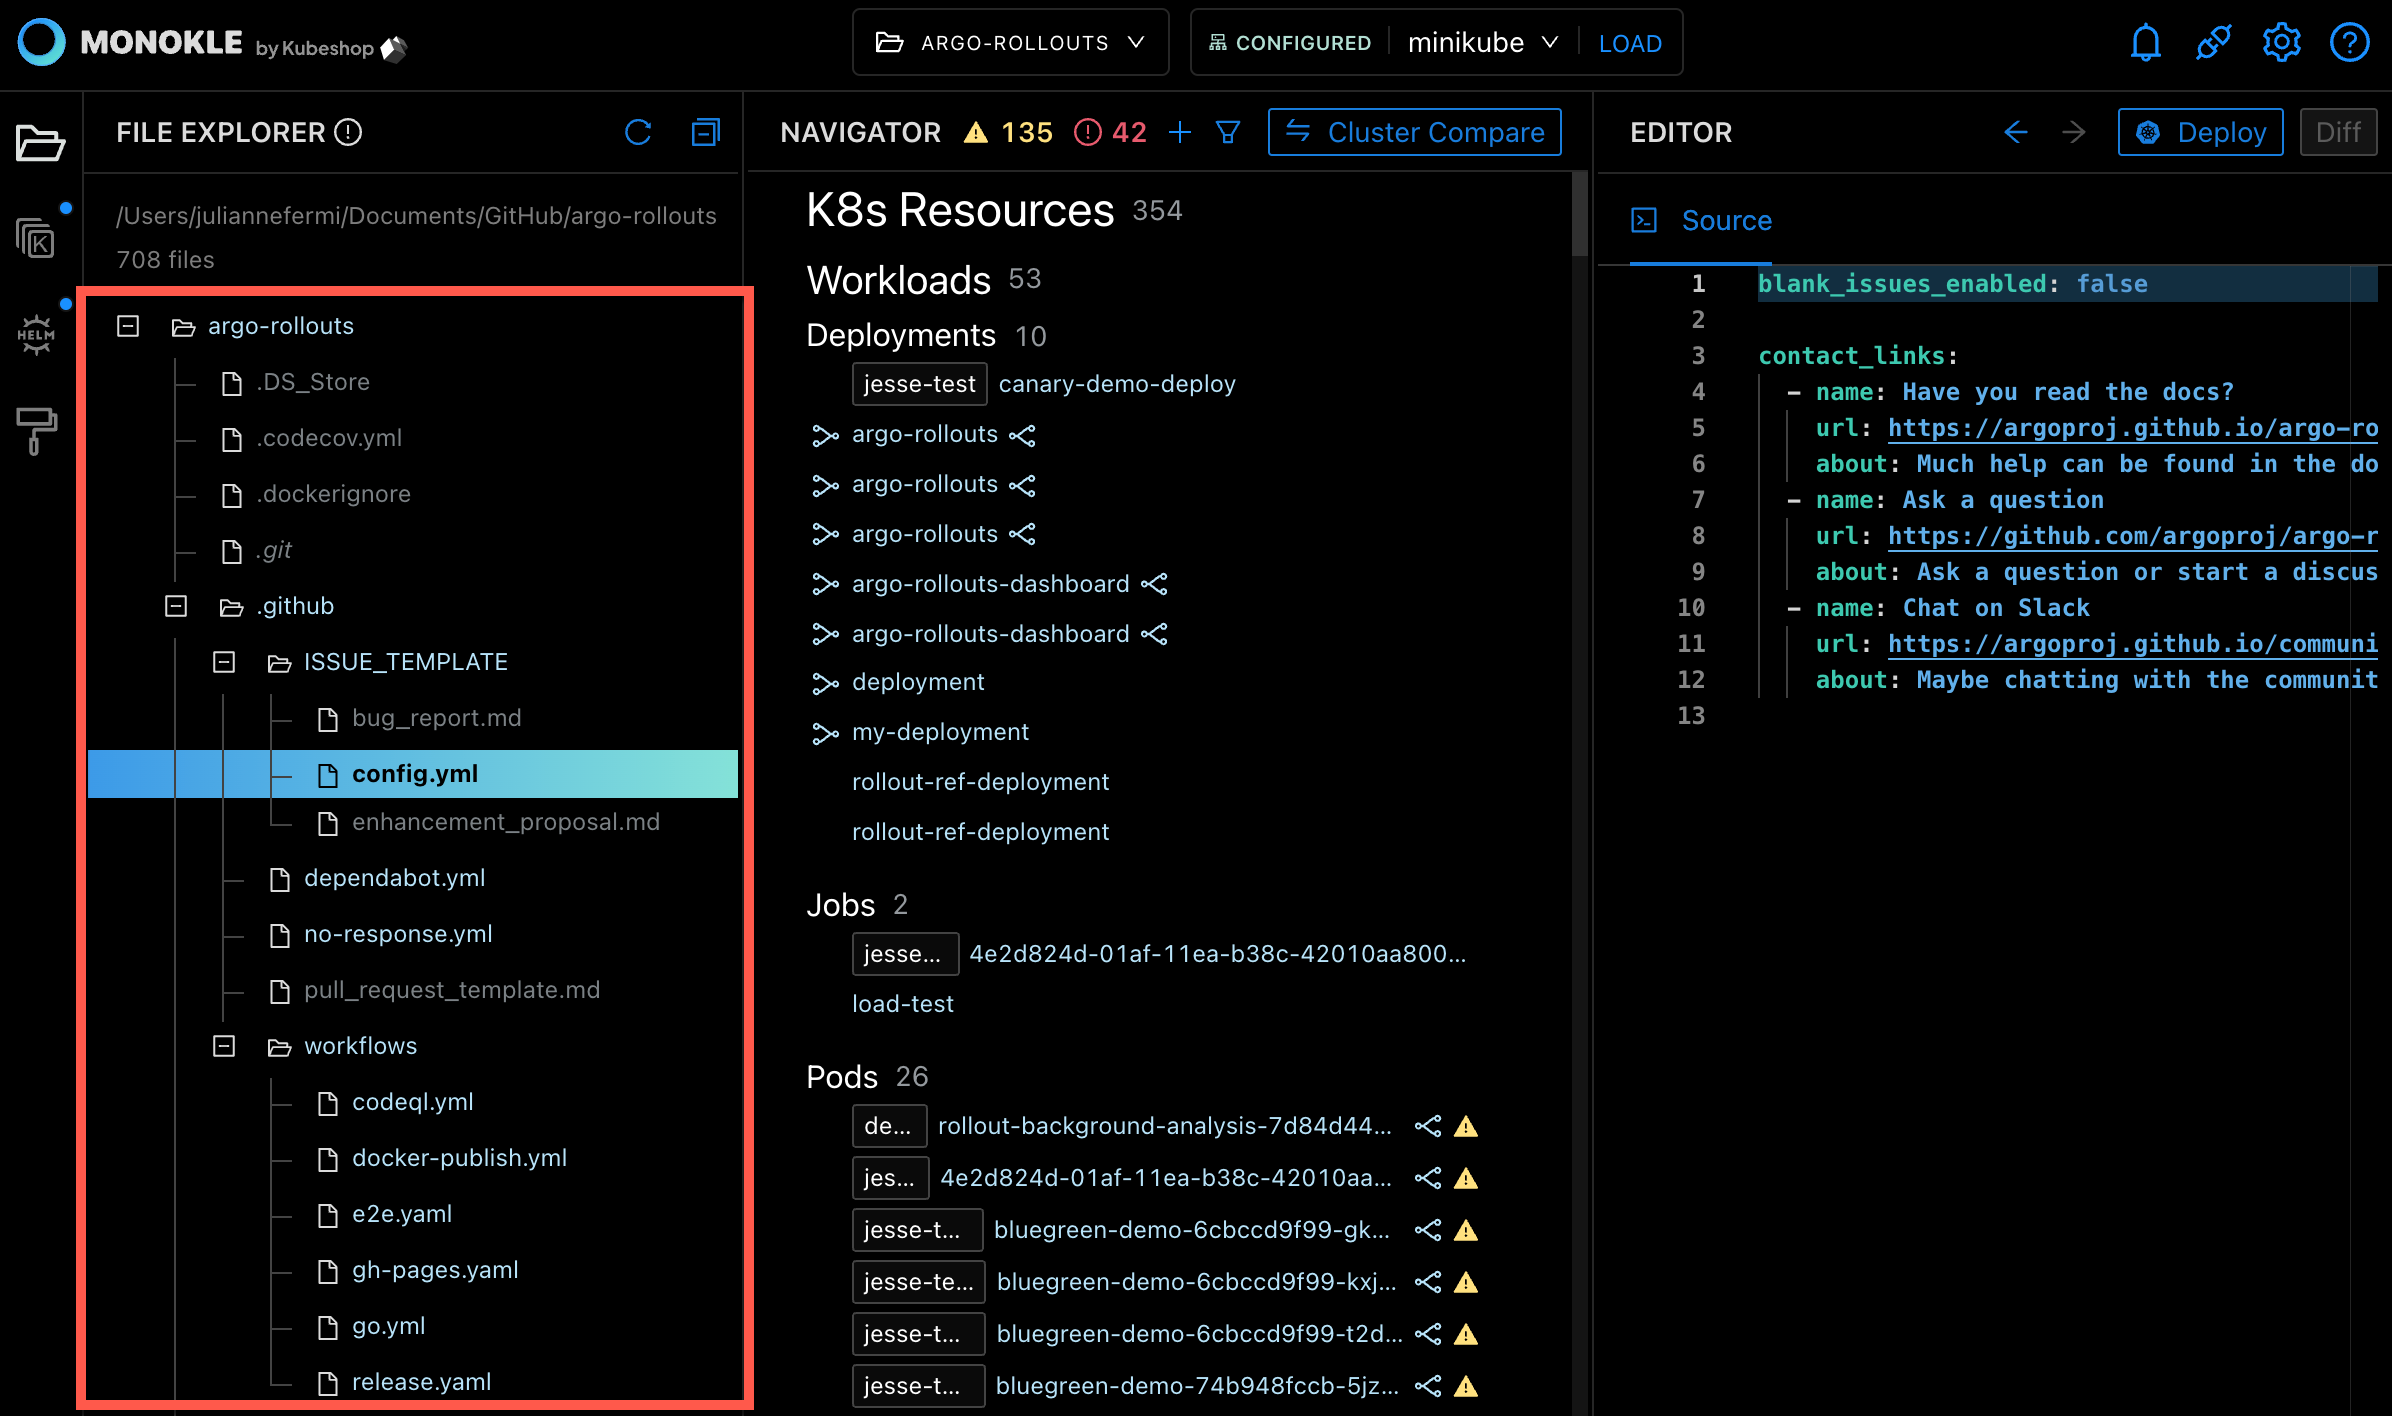 MONOKLE by Kubeshop
ARGO-ROLLOUTS
CONFIGURED minikube LOAD
FILE EXPLORER
/Users/juliannefermi/Documents/GitHub/argo-rollouts
708 files
argo-rollouts
.DS_Store
.codecov.yml
.dockerignore
.git
.github
ISSUE_TEMPLATE
bug_report.md
config.yml
enhancement_proposal.md
dependabot.yml
no-response.yml
pull_request_template.md
workflows
codeql.yml
docker-publish.yml
e2e.yaml
gh-pages.yaml
go.yml
release.yaml
K
HELM
NAVIGATOR 135 42 Cluster Compare
K8s Resources 354
Workloads 53
Deployments 10
jesse-test canary-demo-deploy
argo-rollouts
argo-rollouts
argo-rollouts
argo-rollouts-dashboard
argo-rollouts-dashboard
deployment
my-deployment
rollout-ref-deployment
rollout-ref-deployment
Jobs 2
jesse... 4e2d824d-01af-11ea-b38c-42010aa800...
load-test
Pods 26
de... rollout-background-analysis-7d84d44...
jes... 4e2d824d-01af-11ea-b38c-42010aa...
jesse-t... bluegreen-demo-6cbccd9f99-gk...
jesse-te... bluegreen-demo-6cbccd9f99-kxj...
jesse-t... bluegreen-demo-6cbccd9f99-t2d...
jesse-t... bluegreen-demo-74b948fccb-5jz...
EDITOR Deploy Diff
Source
1 blank_issues_enabled: false
2
3 contact_links:
4 - name: Have you read the docs?
5 url: https://argoproj.github.io/argo-ro
6 about: Much help can be found in the do
7 - name: Ask a question
8 url: https://github.com/argoproj/argo-r
9 about: Ask a question or start a discus
10 - name: Chat on Slack
11 url: https://argoproj.github.io/communi
12 about: Maybe chatting with the communit
13